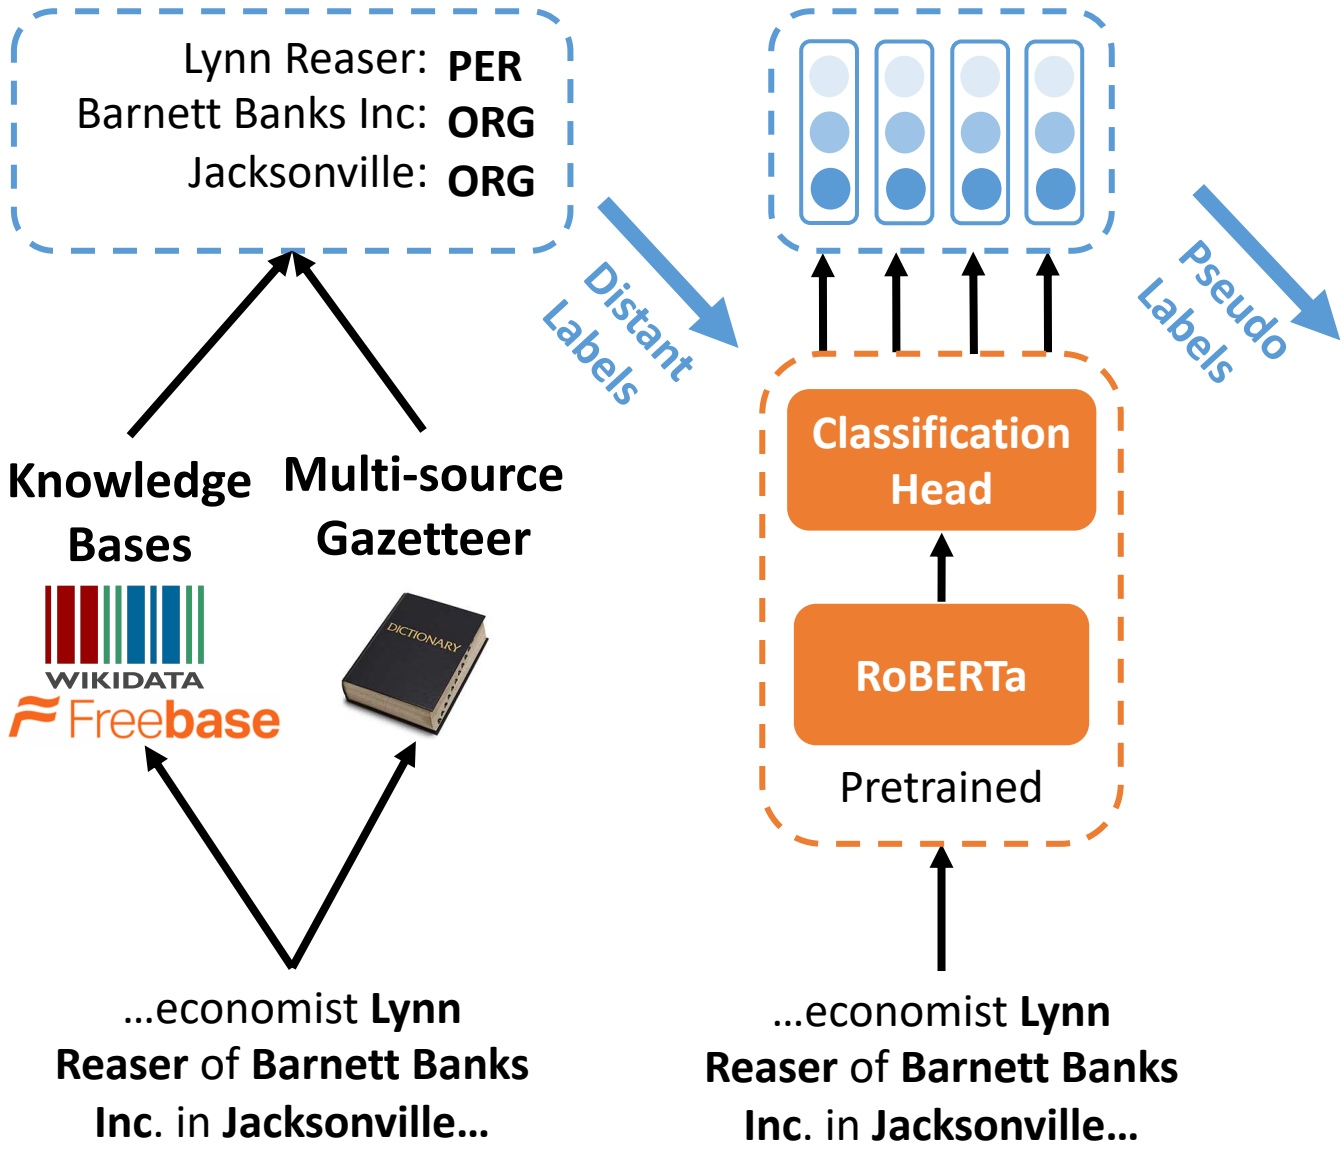 Lynn Reaser: PER
Barnett Banks Inc: ORG
Jacksonville: ORG
Distant
Labels
Knowledge
Bases
WIKIDATA
Freebase
Multi-source
Gazetteer
DICTIONARY
…economist Lynn
Reaser of Barnett Banks
Inc. in Jacksonville…
Pseudo
Labels
Classification
Head
RoBERTa
Pretrained
…economist Lynn
Reaser of Barnett Banks
Inc. in Jacksonville…